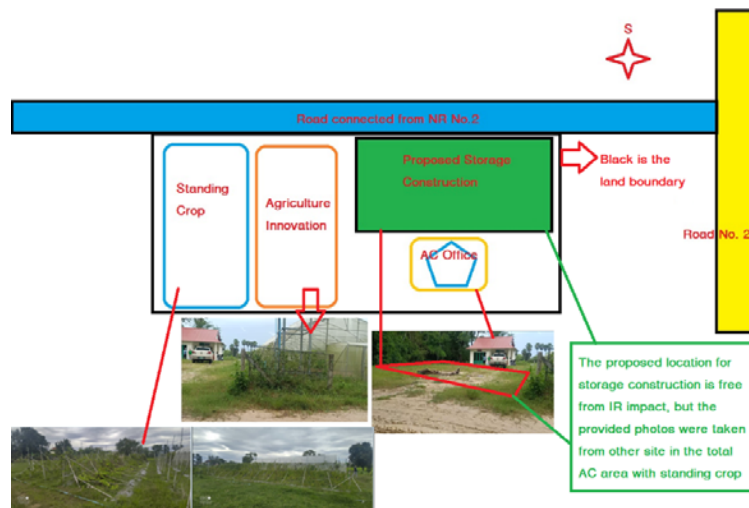 S
Road connected from NR No.2
Proposed Storage
Construction
Black is the
land boundary
Standing
Crop
Agriculture
Innovation
Road No. 2
AC Office
The proposed location for
storage construction is free
from IR impact, but the
provided photos were taken
from other site in the total
AC area with standing crop